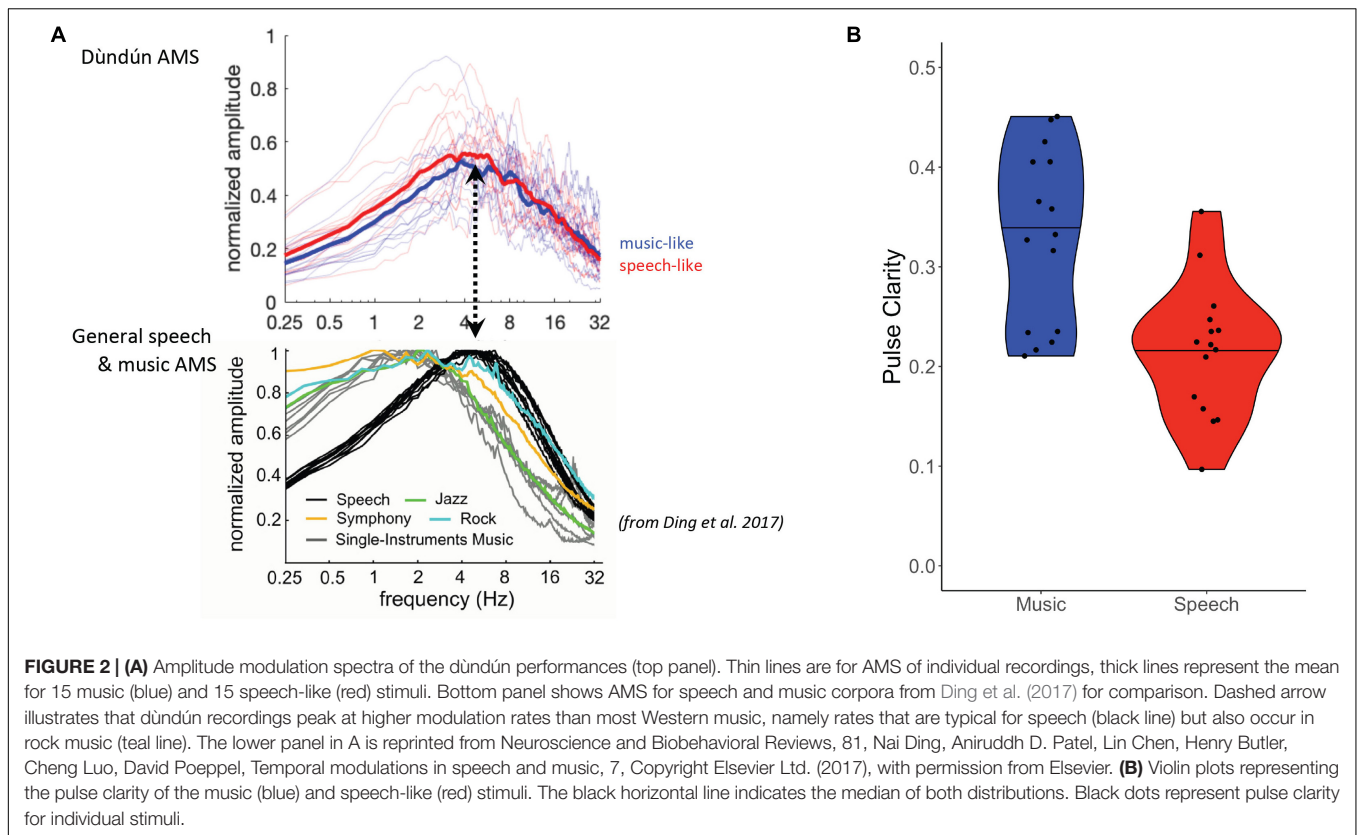 A
Dùndún AMS
normalized amplitude
1
0.8
0.6
0.4
0.2
0
0.25 0.5 1 2 4 8 16 32
music-like
speech-like
General speech
& music AMS
normalized amplitude
1
0.8
0.6
0.4
0.2
Speech Jazz
Symphony Rock
Single-Instruments Music
0.25 0.5 1 2 4 8 16 32
frequency (Hz)
(from Ding et al. 2017)
B
Pulse Clarity
0.5
0.4
0.3
0.2
0.1
0.0
Music Speech
FIGURE 2 | (A) Amplitude modulation spectra of the dùndún performances (top panel). Thin lines are for AMS of individual recordings, thick lines represent the mean
for 15 music (blue) and 15 speech-like (red) stimuli. Bottom panel shows AMS for speech and music corpora from Ding et al. (2017) for comparison. Dashed arrow
illustrates that dùndún recordings peak at higher modulation rates than most Western music, namely rates that are typical for speech (black line) but also occur in
rock music (teal line). The lower panel in A is reprinted from Neuroscience and Biobehavioral Reviews, 81, Nai Ding, Aniruddh D. Patel, Lin Chen, Henry Butler,
Cheng Luo, David Poeppel, Temporal modulations in speech and music, 7, Copyright Elsevier Ltd. (2017), with permission from Elsevier. (B) Violin plots representing
the pulse clarity of the music (blue) and speech-like (red) stimuli. The black horizontal line indicates the median of both distributions. Black dots represent pulse clarity
for individual stimuli.